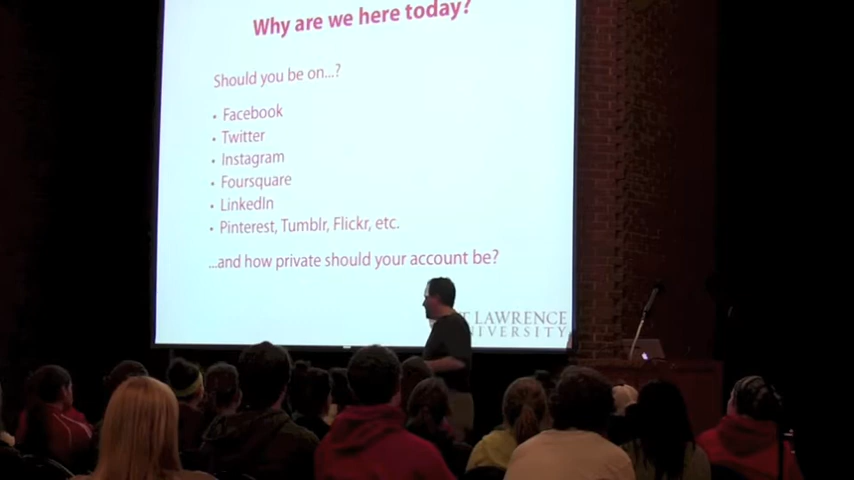 Why are we here today?
Should you be on...?
• Facebook
• Twitter
• Instagram
• Foursquare
• LinkedIn
• Pinterest, Tumblr, Flickr, etc.
...and how private should your account be?
LAWRENCE
UNIVERSITY